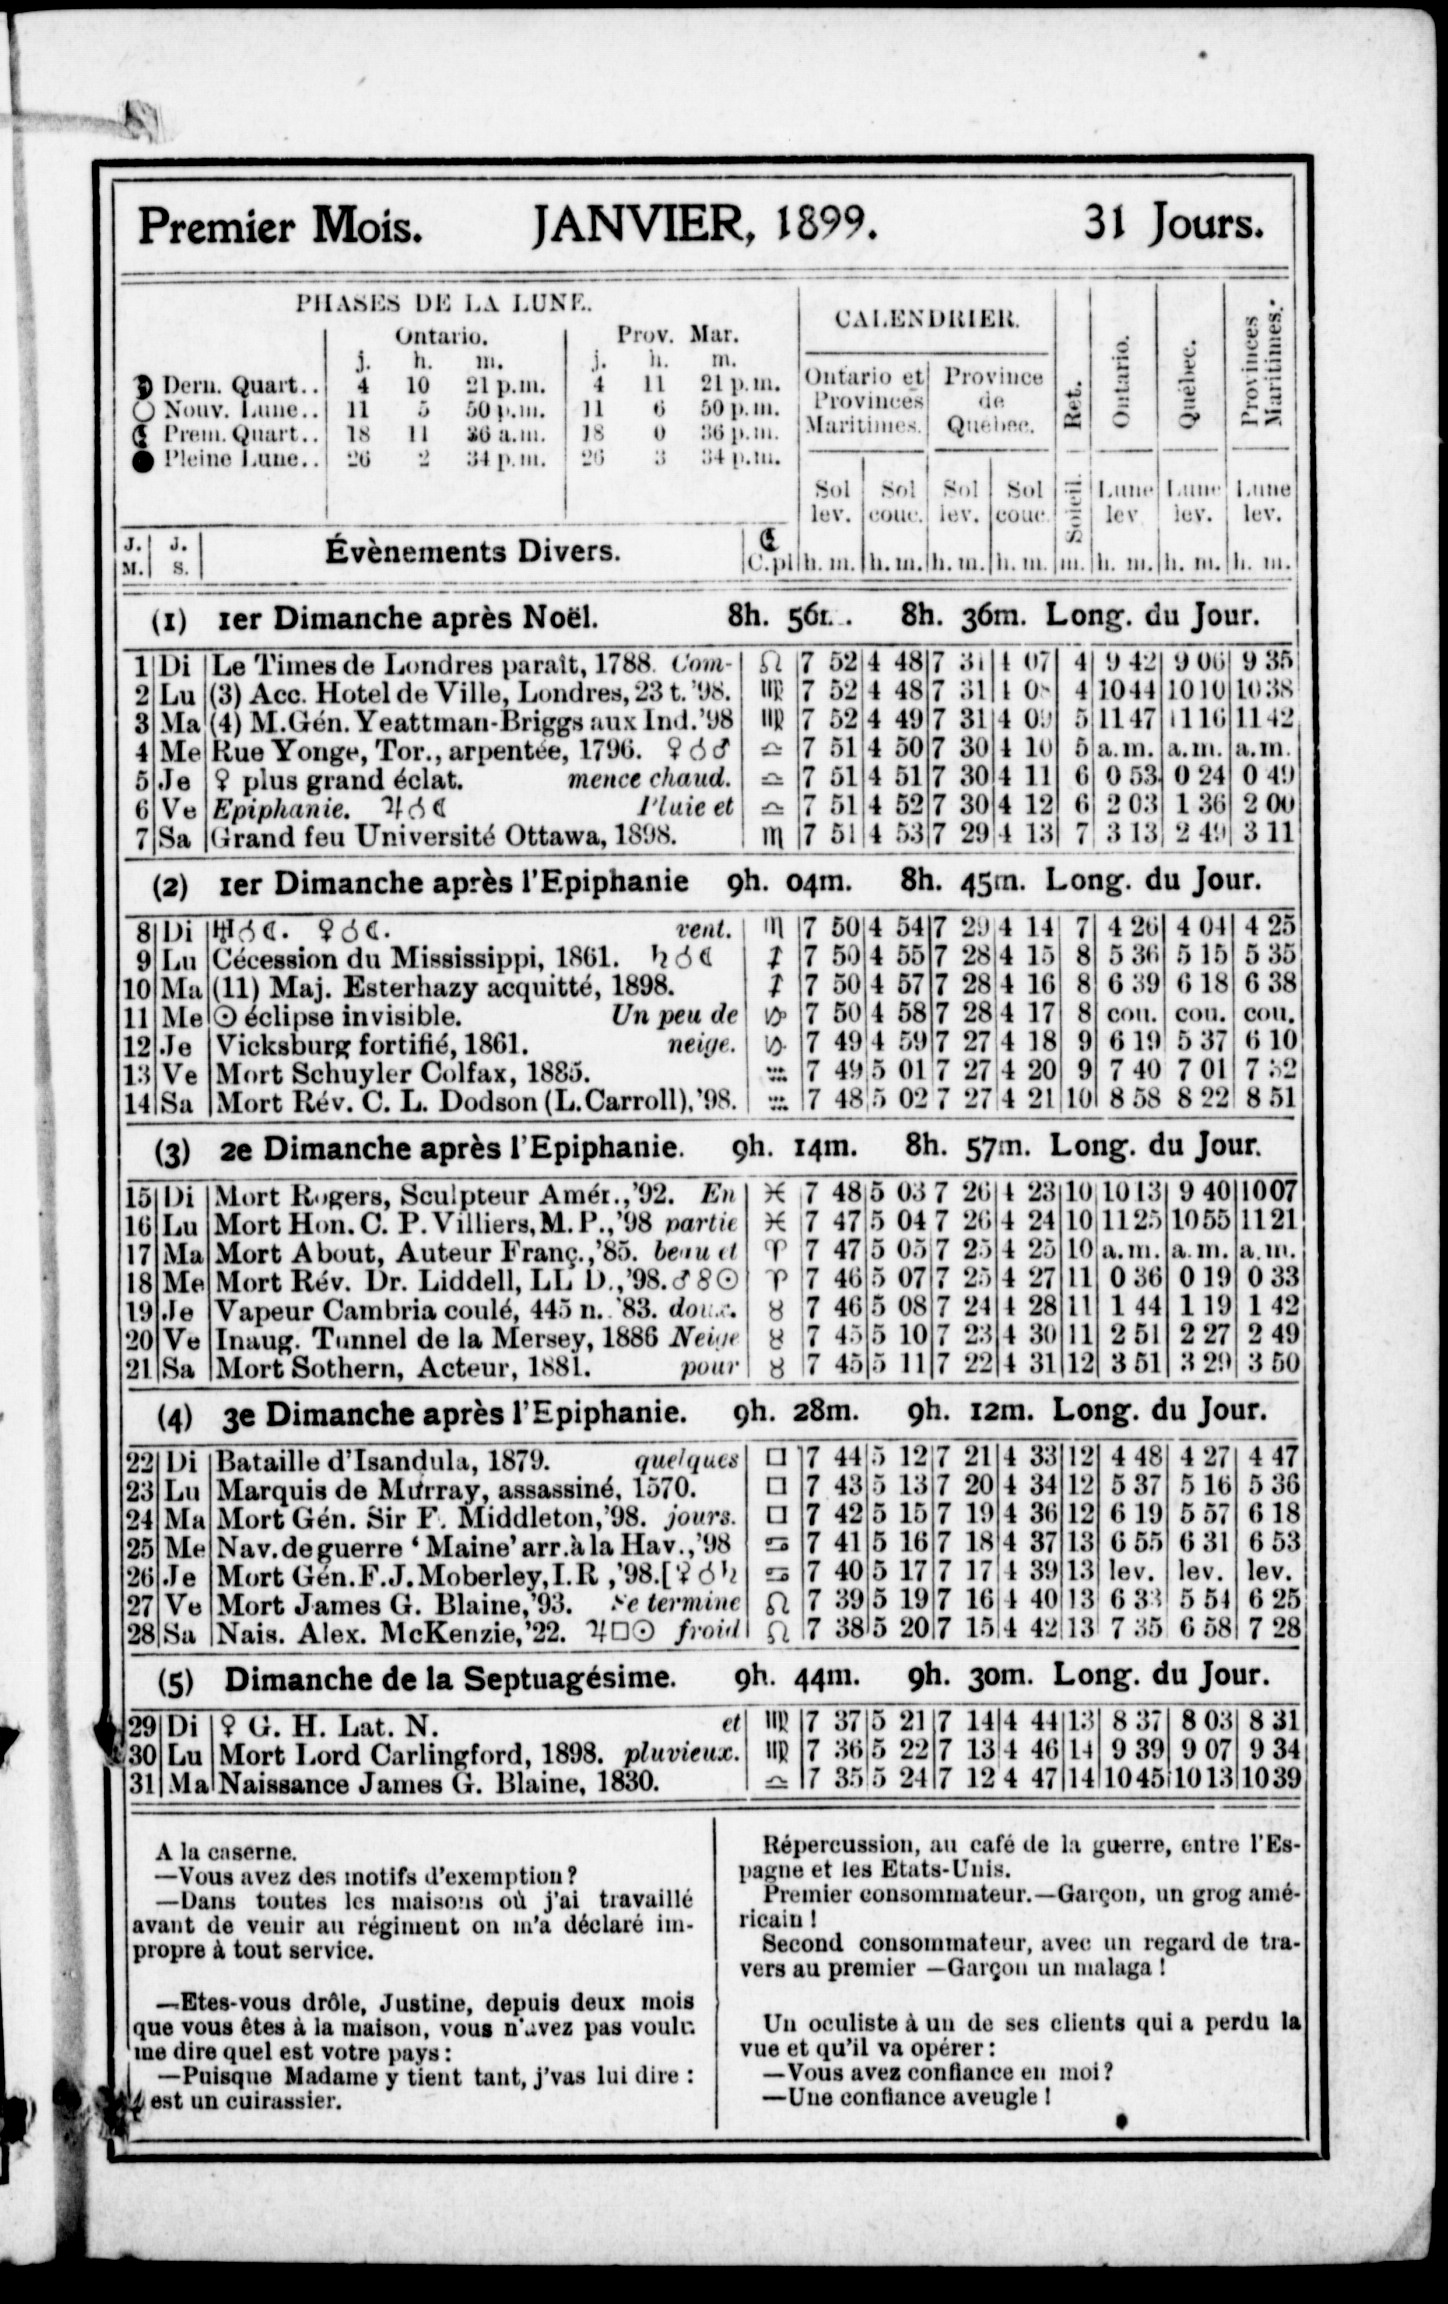 Premier Mois. JANVIER, 1899. 31 Jours.
PHASES DE LA LUNE.
Ontario. Prov. Mar.
j. h. m. j. h. m.
☽ Dern. Quart.. 4 10 21 p.m. 4 11 21 p.m.
○ Nouv. Lune.. 11 5 50 p.m. 11 6 50 p.m.
☾ Prem. Quart.. 18 11 36 a.m. 18 0 36 p.m.
● Pleine Lune.. 26 2 34 p.m. 26 3 34 p.m.
CALENDRIER.
Ontario et Provinces Maritimes. Province de Québec.
Sol lev. Sol couc. Sol lev. Sol couc. Soleil. Ret. Ontario. Lune lev Québec. Lune lev. Provinces Maritimes. Lune lev.
J. M. J. S. Évènements Divers. ☾ C.pl h. m. h. m. h. m. h. m. m. h. m. h. m. h. m.
(1) 1er Dimanche après Noël. 8h. 8h. 36m. Long. du Jour.
1 Di Le Times de Londres parait, 1788. Com- ♌ 7 52 4 48 7 31 4 07 4 9 42 9 06 9 35
2 Lu (3) Acc. Hotel de Ville, Londres, 23 t. '98. ♍ 7 52 4 48 7 31 4 08 4 10 44 10 10 10 38
3 Ma (4) M.Gén. Yeattman-Briggs aux Ind.'98 ♍ 7 52 4 49 7 31 4 09 5 11 47 11 16 11 42
4 Me Rue Yonge, Tor., arpentée, 1796. ♀☌♂ ♎ 7 51 4 50 7 30 4 10 5 a.m. a.m. a.m.
5 Je ♀ plus grand éclat. mence chaud. ♎ 7 51 4 51 7 30 4 11 6 0 53 0 24 0 49
6 Ve Epiphanie. ♃☌☾ Pluie et ♎ 7 51 4 52 7 30 4 12 6 2 03 1 36 2 00
7 Sa Grand feu Université Ottawa, 1898. ♏ 7 51 4 53 7 29 4 13 7 3 13 2 49 3 11
(2) 1er Dimanche après l'Epiphanie 9h. 04m. 8h. 45m. Long. du Jour.
8 Di ♅☌☾. ♀☌☾. vent. ♏ 7 50 4 54 7 29 4 14 7 4 26 4 04 4 25
9 Lu Cécession du Mississippi, 1861. ♄☌☾ ♐ 7 50 4 55 7 28 4 15 8 5 36 5 15 5 35
10 Ma (11) Maj. Esterhazy acquitté, 1898. ♐ 7 50 4 57 7 28 4 16 8 6 39 6 18 6 38
11 Me ☉ éclipse invisible. Un peu de ♑ 7 50 4 58 7 28 4 17 8 cou. cou. cou.
12 Je Vicksburg fortifié, 1861. neige. ♑ 7 49 4 59 7 27 4 18 9 6 19 5 37 6 10
13 Ve Mort Schuyler Colfax, 1885. ♒ 7 49 5 01 7 27 4 20 9 7 40 7 01 7 32
14 Sa Mort Rév. C. L. Dodson (L.Carroll),'98. ♒ 7 48 5 02 7 27 4 21 10 8 58 8 22 8 51
(3) 2e Dimanche après l'Epiphanie. 9h. 14m. 8h. 57m. Long. du Jour.
15 Di Mort Rogers, Sculpteur Amér.,'92. En ♓ 7 48 5 03 7 26 4 23 10 10 13 9 40 10 07
16 Lu Mort Hon. C. P. Villiers, M. P.,'98 partie ♓ 7 47 5 04 7 26 4 24 10 11 25 10 55 11 21
17 Ma Mort About, Auteur Franç.,'85. beau et ♈ 7 47 5 05 7 25 4 25 10 a.m. a.m. a.m.
18 Me Mort Rév. Dr. Liddell, LL D.,'98.♂☍☉ ♈ 7 46 5 07 7 25 4 27 11 0 36 0 19 0 33
19 Je Vapeur Cambria coulé, 445 n. '83. doux. ♉ 7 46 5 08 7 24 4 28 11 1 44 1 19 1 42
20 Ve Inaug. Tunnel de la Mersey, 1886 Neige ♉ 7 45 5 10 7 23 4 30 11 2 51 2 27 2 49
21 Sa Mort Sothern, Acteur, 1881. pour ♉ 7 45 5 11 7 22 4 31 12 3 51 3 29 3 50
(4) 3e Dimanche après l'Epiphanie. 9h. 28m. 9h. 12m. Long. du Jour.
22 Di Bataille d'Isandula, 1879. quelques □ 7 44 5 12 7 21 4 33 12 4 48 4 27 4 47
23 Lu Marquis de Murray, assassiné, 1570. □ 7 43 5 13 7 20 4 34 12 5 37 5 16 5 36
24 Ma Mort Gén. Sir F. Middleton,'98. jours. □ 7 42 5 15 7 19 4 36 12 6 19 5 57 6 18
25 Me Nav. de guerre 'Maine' arr. à la Hav.,'98 ♋ 7 41 5 16 7 18 4 37 13 6 55 6 31 6 53
26 Je Mort Gén. F. J. Moberley, I. R ,'98.[♀☌♄ ♋ 7 40 5 17 7 17 4 39 13 lev. lev. lev.
27 Ve Mort James G. Blaine,'93. Se termine ♌ 7 39 5 19 7 16 4 40 13 6 33 5 54 6 25
28 Sa Nais. Alex. McKenzie,'22. ♃□☉ froid ♌ 7 38 5 20 7 15 4 42 13 7 35 6 58 7 28
(5) Dimanche de la Septuagésime. 9h. 44m. 9h. 30m. Long. du Jour.
29 Di ♀ G. H. Lat. N. et ♍ 7 37 5 21 7 14 4 44 13 8 37 8 03 8 31
30 Lu Mort Lord Carlingford, 1898. pluvieux. ♍ 7 36 5 22 7 13 4 46 14 9 39 9 07 9 34
31 Ma Naissance James G. Blaine, 1830. ♎ 7 35 5 24 7 12 4 47 14 10 45 10 13 10 39
A la caserne.
—Vous avez des motifs d'exemption ?
—Dans toutes les maisons où j'ai travaillé
avant de venir au régiment on m'a déclaré im-
propre à tout service.
—Etes-vous drôle, Justine, depuis deux mois
que vous êtes à la maison, vous n'avez pas voulu
me dire quel est votre pays :
—Puisque Madame y tient tant, j'vas lui dire :
est un cuirassier.
Répercussion, au café de la guerre, entre l'Es-
pagne et les Etats-Unis.
Premier consommateur.—Garçon, un grog amé-
ricain !
Second consommateur, avec un regard de tra-
vers au premier —Garçon un malaga !
Un oculiste à un de ses clients qui a perdu la
vue et qu'il va opérer :
—Vous avez confiance en moi ?
—Une confiance aveugle !